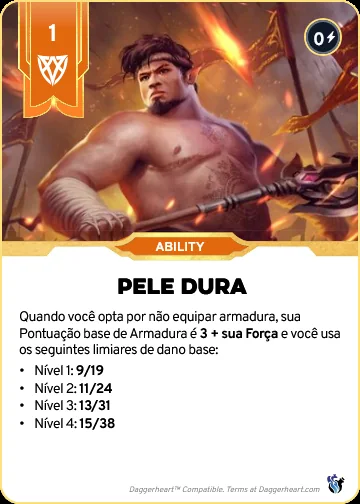 1
0
ABILITY
PELE DURA
Quando você opta por não equipar armadura, sua
Pontuação base de Armadura é 3 + sua Força e você usa
os seguintes limiares de dano base:
• Nível 1: 9/19
• Nível 2: 11/24
• Nível 3: 13/31
• Nível 4: 15/38
Daggerheart™ Compatible. Terms at Daggerheart.com